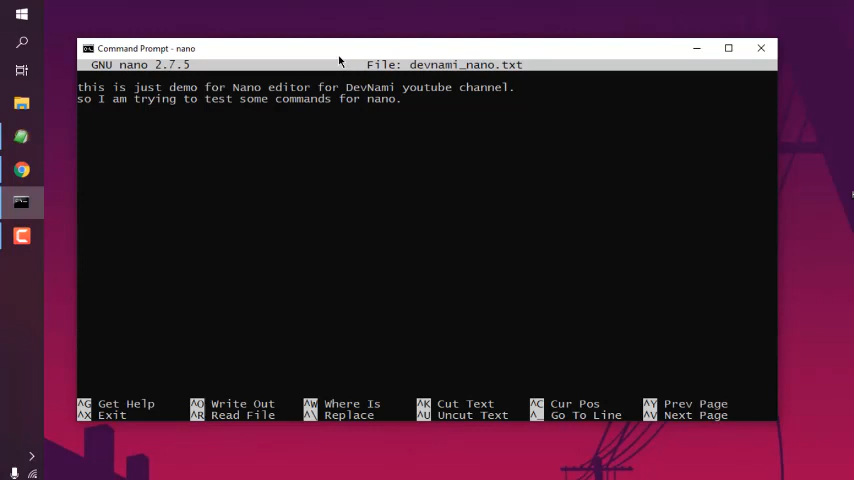 Command Prompt - nano
GNU nano 2.7.5 File: devnami_nano.txt
this is just demo for Nano editor for DevNami youtube channel.
so I am trying to test some commands for nano.
^G Get Help ^O Write Out ^W Where Is ^K Cut Text ^C Cur Pos ^Y Prev Page
^X Exit ^R Read File ^\ Replace ^U Uncut Text ^_ Go To Line ^V Next Page